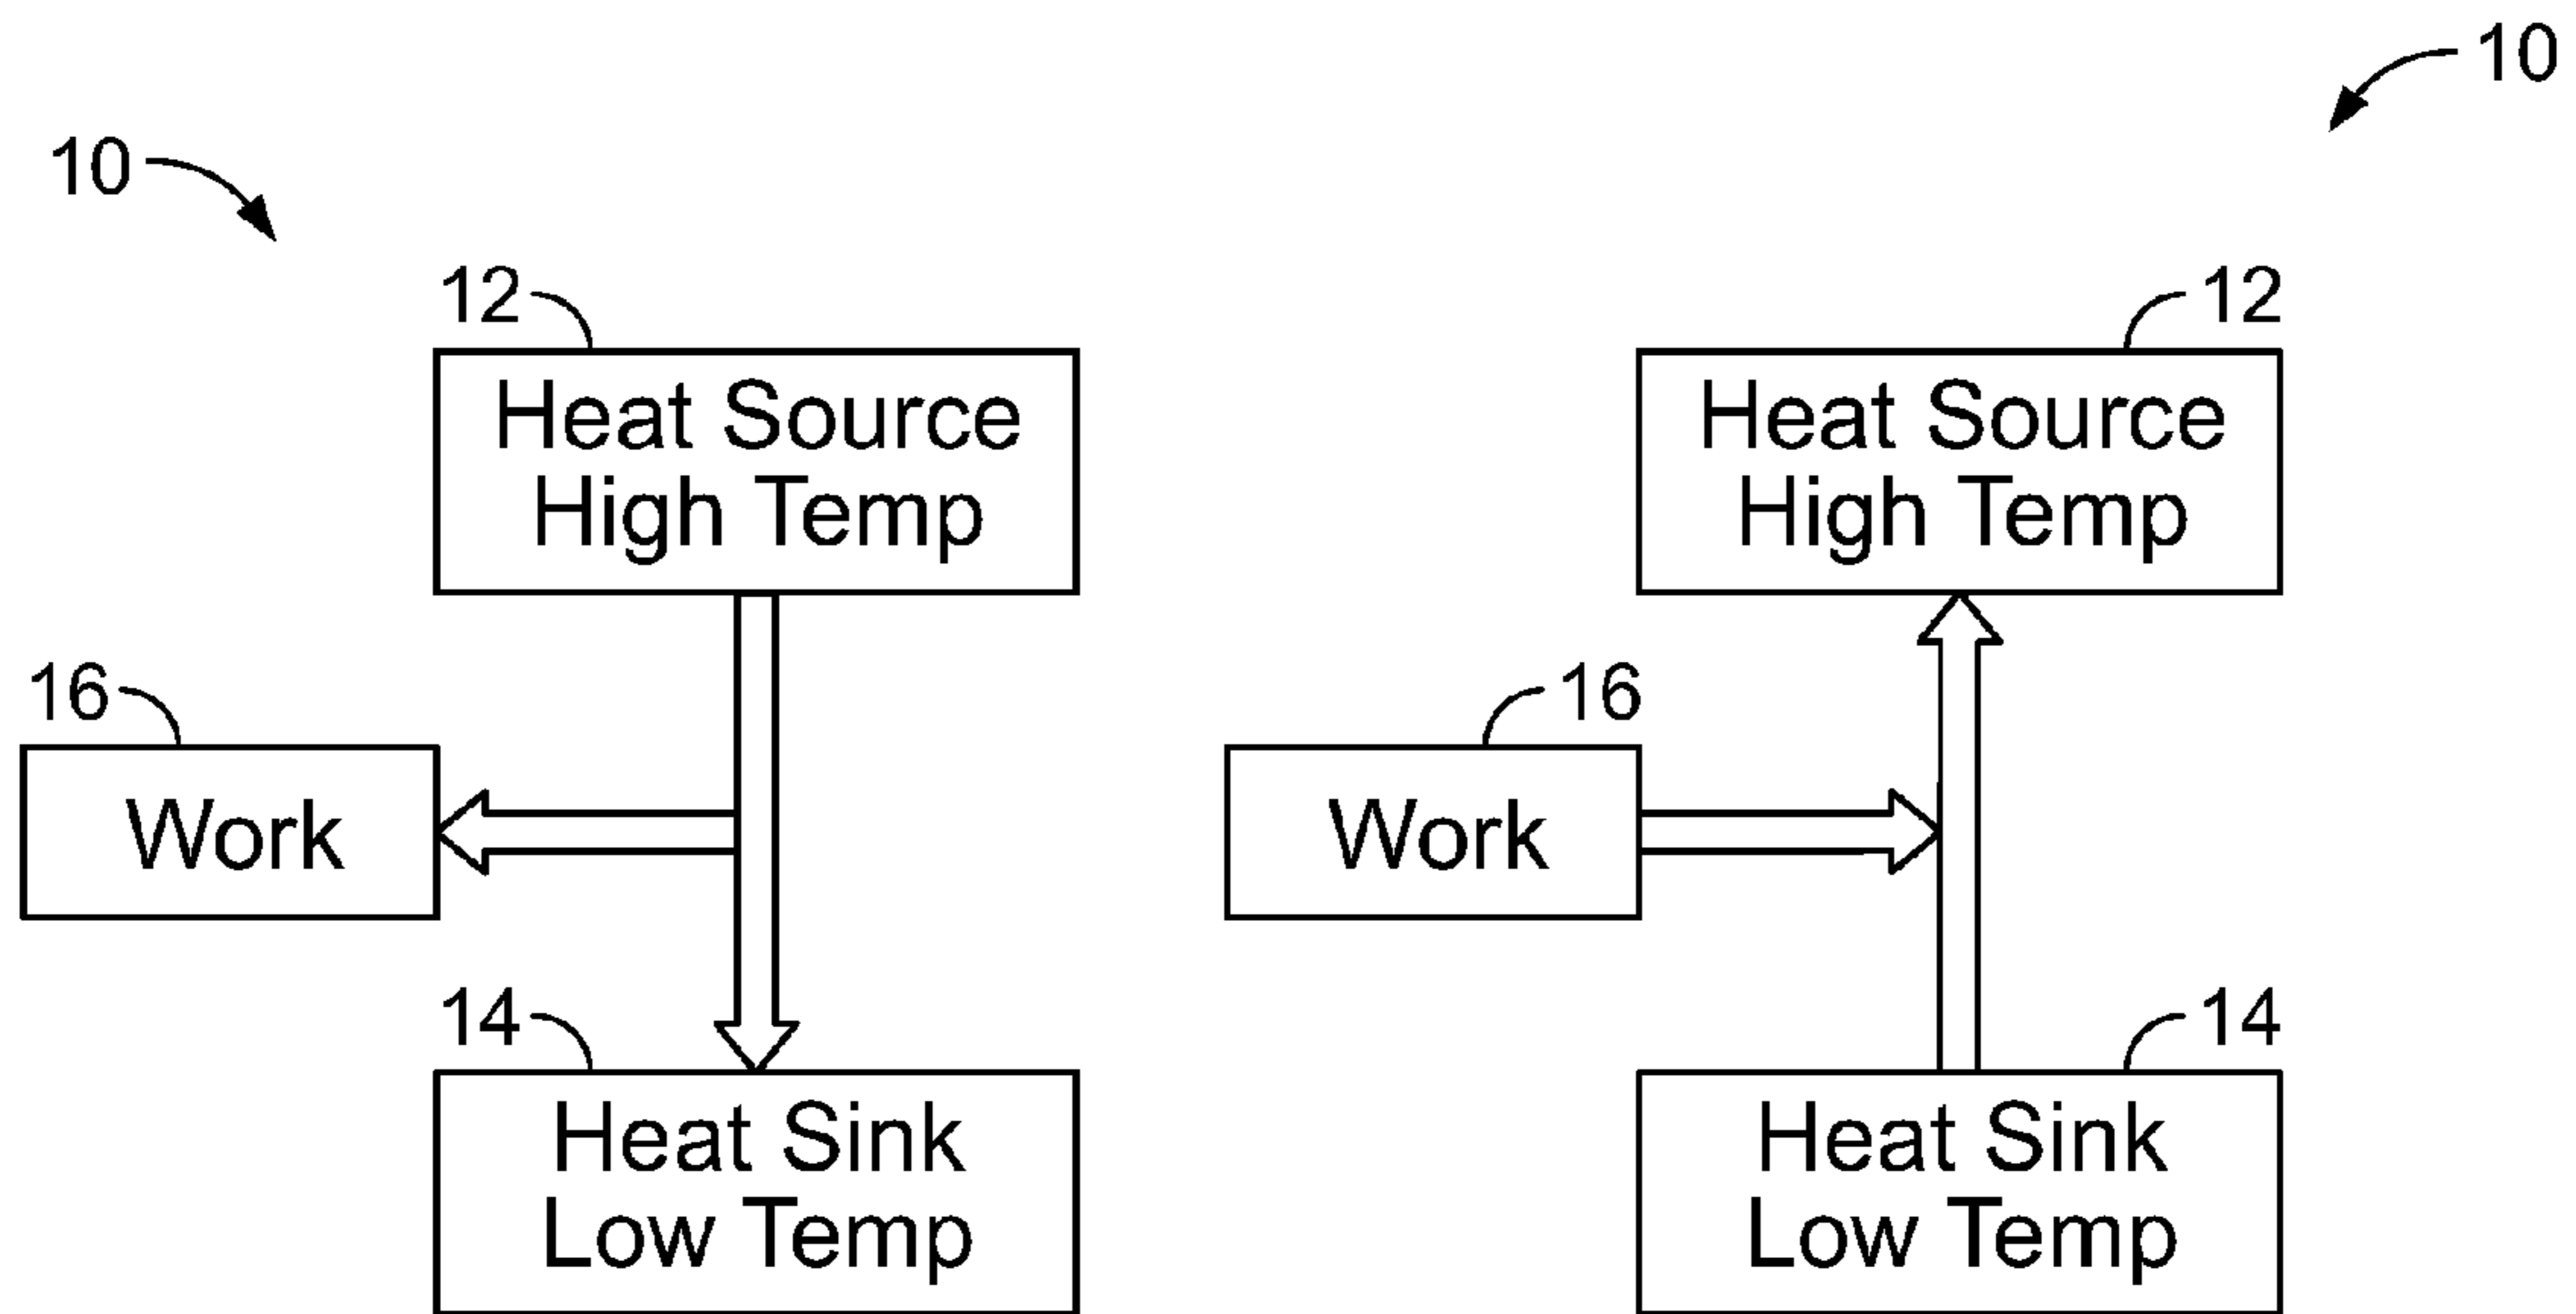 10
12
Heat Source
High Temp
16
Work
14
Heat Sink
Low Temp
10
12
Heat Source
High Temp
16
Work
14
Heat Sink
Low Temp